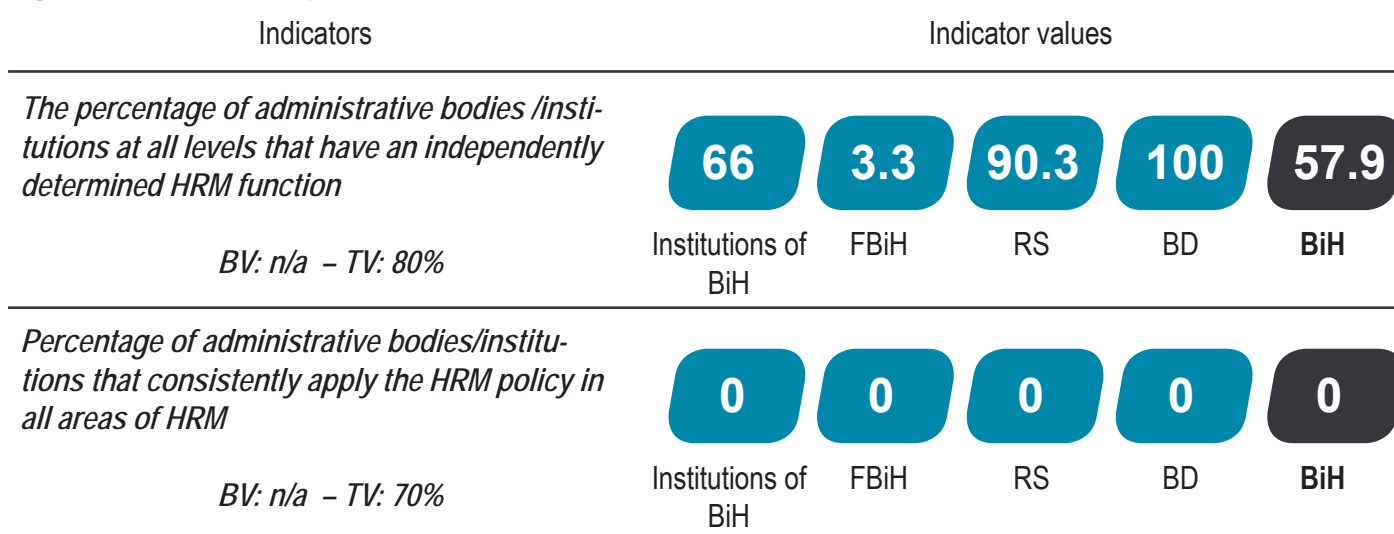 Indicators
Indicator values
The percentage of administrative bodies /insti-
tutions at all levels that have an independently
determined HRM function
BV: n/a – TV: 80%
66 3.3 90.3 100 57.9
Institutions of BiH FBiH RS BD BiH
Percentage of administrative bodies/institu-
tions that consistently apply the HRM policy in
all areas of HRM
BV: n/a – TV: 70%
0 0 0 0 0
Institutions of BiH FBiH RS BD BiH